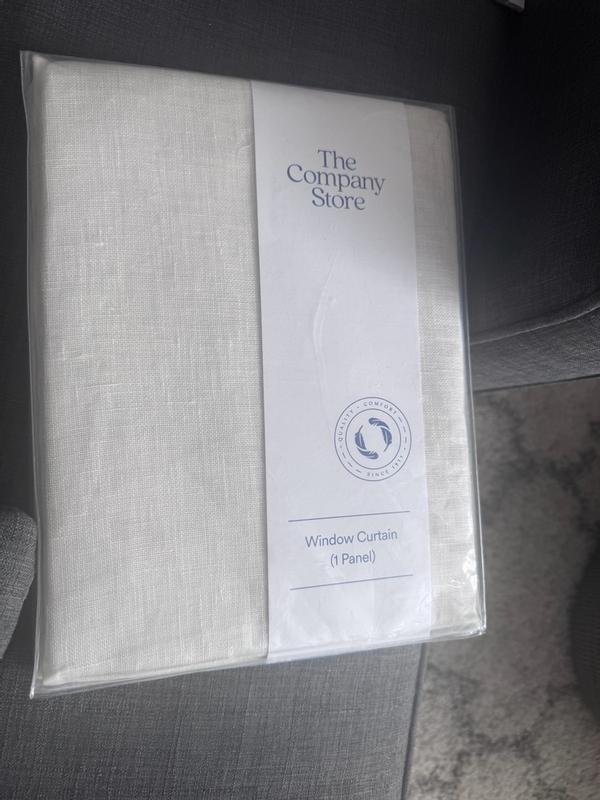 The
Company
Store
QUALITY • COMFORT
SINCE 1911
Window Curtain
(1 Panel)